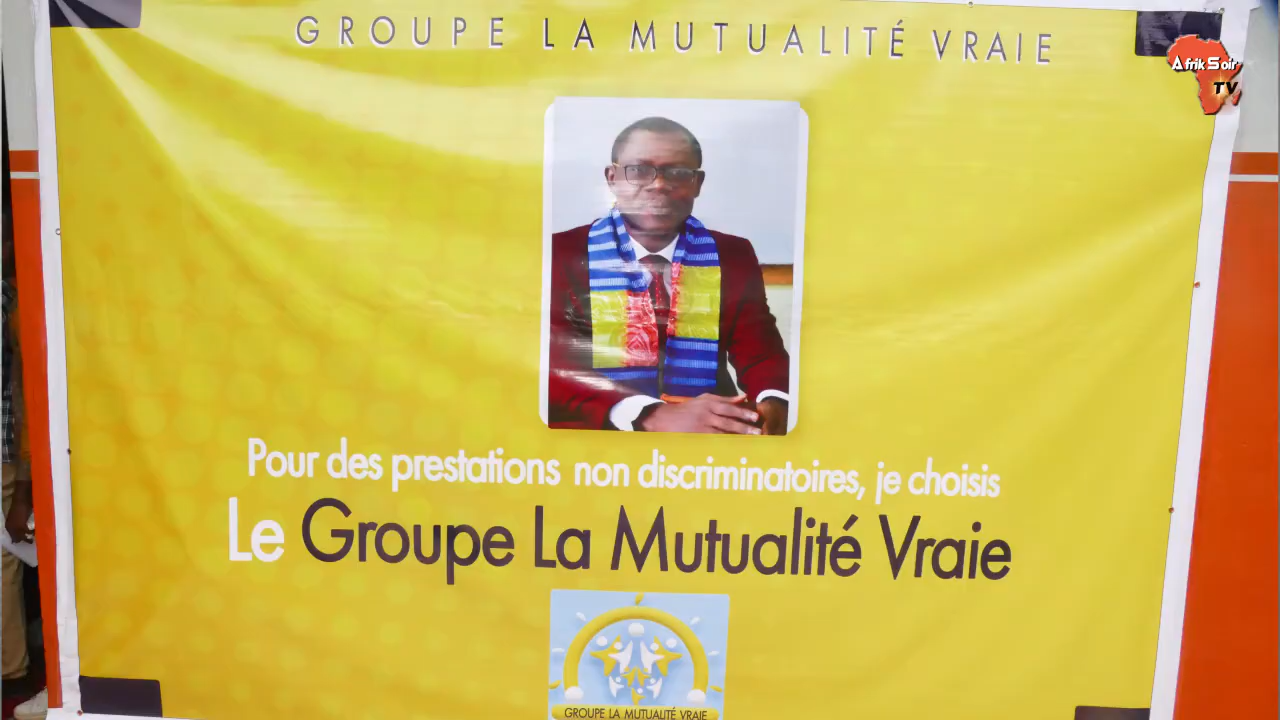 GROUPE LA MUTUALITÉ VRAIE
Afrik Soir
TV
Pour des prestations non discriminatoires, je choisis
Le Groupe La Mutualité Vraie
GROUPE LA MUTUALITÉ VRAIE